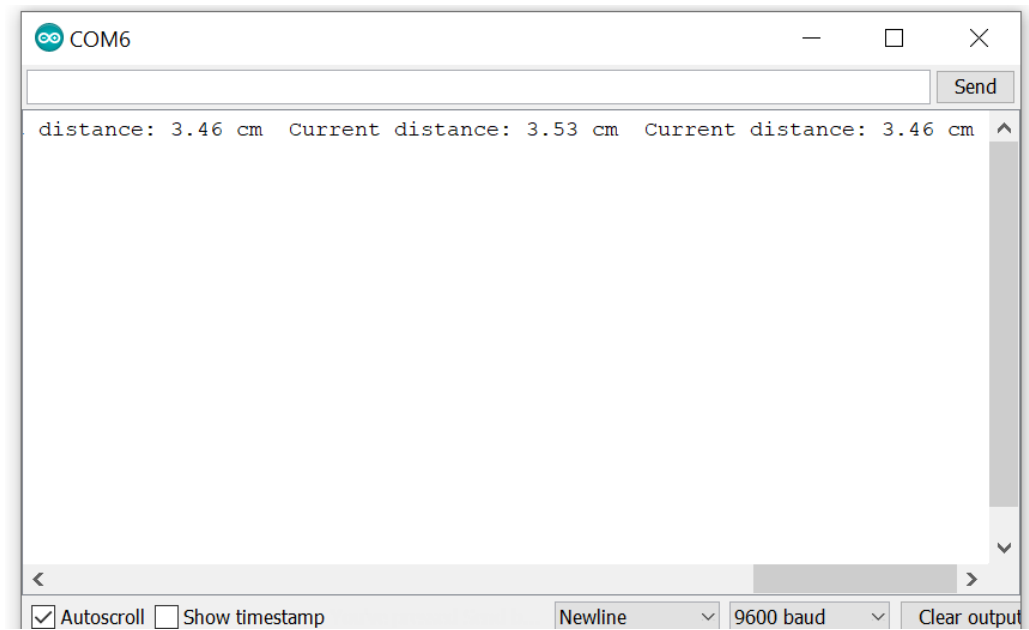 COM6
Send
distance: 3.46 cm  Current distance: 3.53 cm  Current distance: 3.46 cm
Autoscroll Show timestamp Newline 9600 baud Clear output